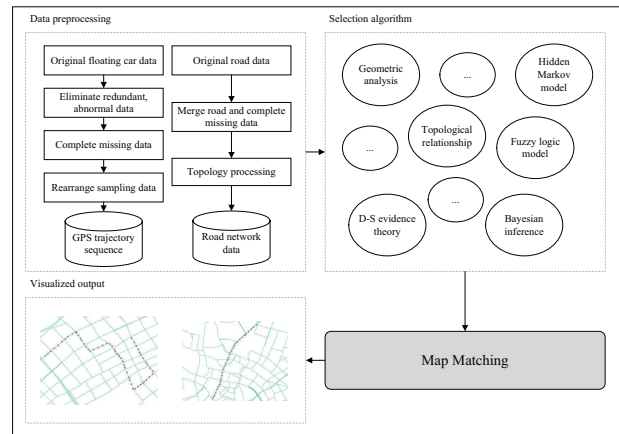 Data preprocessing
Original floating car data
Eliminate redundant,
abnormal data
Complete missing data
Rearrange sampling data
GPS trajectory
sequence
Original road data
Merge road and complete
missing data
Topology processing
Road network
data
Selection algorithm
Geometric
analysis
...
Hidden
Markov
model
...
Topological
relationship
Fuzzy logic
model
D-S evidence
theory
...
Bayesian
inference
Visualized output
Map Matching